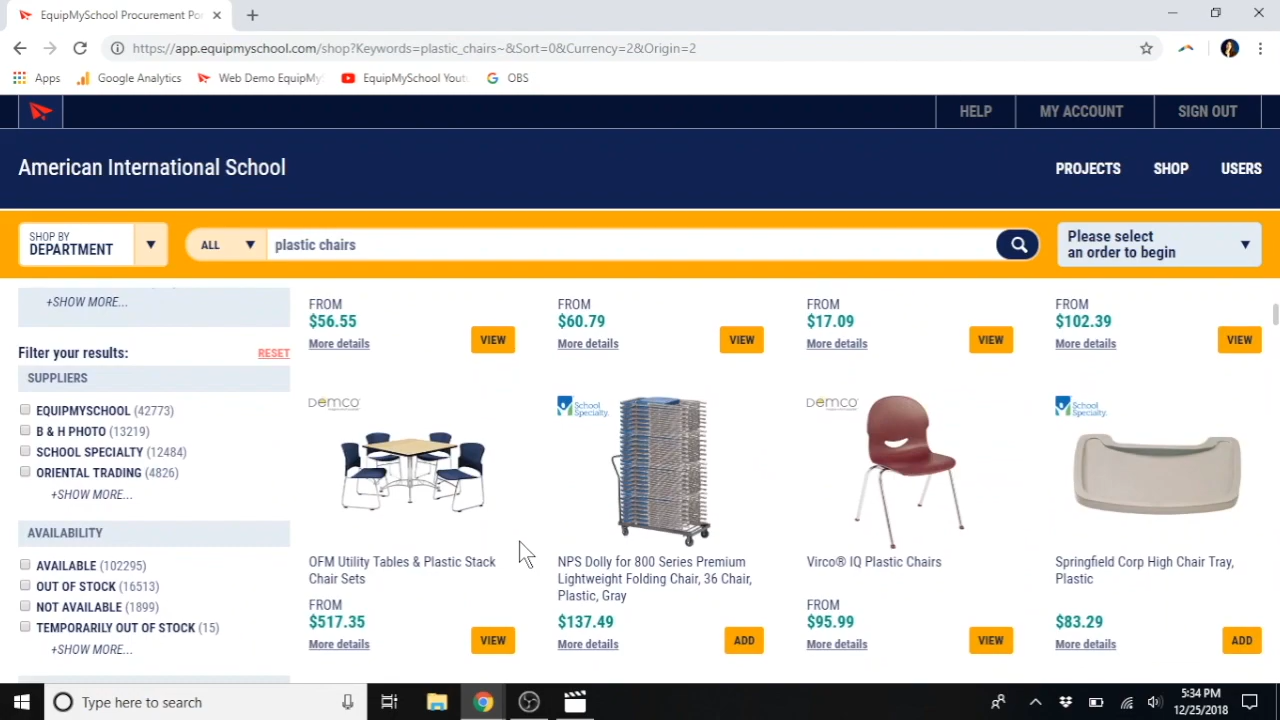 EquipMySchool Procurement Por
https://app.equipmyschool.com/shop?Keywords=plastic_chairs~&Sort=0&Currency=2&Origin=2
Apps Google Analytics Web Demo EquipMyS EquipMySchool Yout OBS
HELP MY ACCOUNT SIGN OUT
American International School
PROJECTS SHOP USERS
SHOP BY
DEPARTMENT
ALL
plastic chairs
Please select
an order to begin
+SHOW MORE...
Filter your results: RESET
SUPPLIERS
EQUIPMYSCHOOL (42773)
B & H PHOTO (13219)
SCHOOL SPECIALTY (12484)
ORIENTAL TRADING (4826)
+SHOW MORE...
AVAILABILITY
AVAILABLE (102295)
OUT OF STOCK (16513)
NOT AVAILABLE (1899)
TEMPORARILY OUT OF STOCK (15)
+SHOW MORE...
FROM
$56.55
More details
VIEW
FROM
$60.79
More details
VIEW
FROM
$17.09
More details
VIEW
FROM
$102.39
More details
VIEW
Demco
OFM Utility Tables & Plastic Stack
Chair Sets
FROM
$517.35
More details
VIEW
School
Specialty.
NPS Dolly for 800 Series Premium
Lightweight Folding Chair, 36 Chair,
Plastic, Gray
$137.49
More details
ADD
Demco
Virco® IQ Plastic Chairs
FROM
$95.99
More details
VIEW
School
Specialty.
Springfield Corp High Chair Tray,
Plastic
$83.29
More details
ADD
Type here to search
5:34 PM
12/25/2018